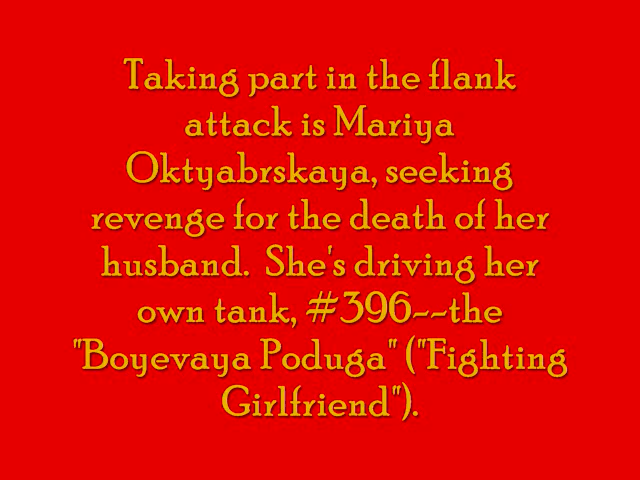 Taking part in the flank
attack is Mariya
Oktyabrskaya, seeking
revenge for the death of her
husband.  She's driving her
own tank, #396--the
"Boyevaya Poduga" ("Fighting
Girlfriend").